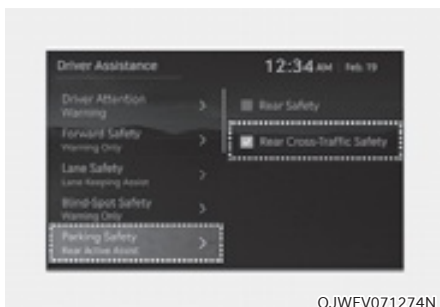 Driver Assistance
12:34 AM Feb. 19
Driver Attention
Warning
Forward Safety
Warning Only
Lane Safety
Lane Keeping Assist
Blind-Spot Safety
Warning Only
Parking Safety
Rear Active Assist
Rear Safety
Rear Cross-Traffic Safety
OJWEV071274N